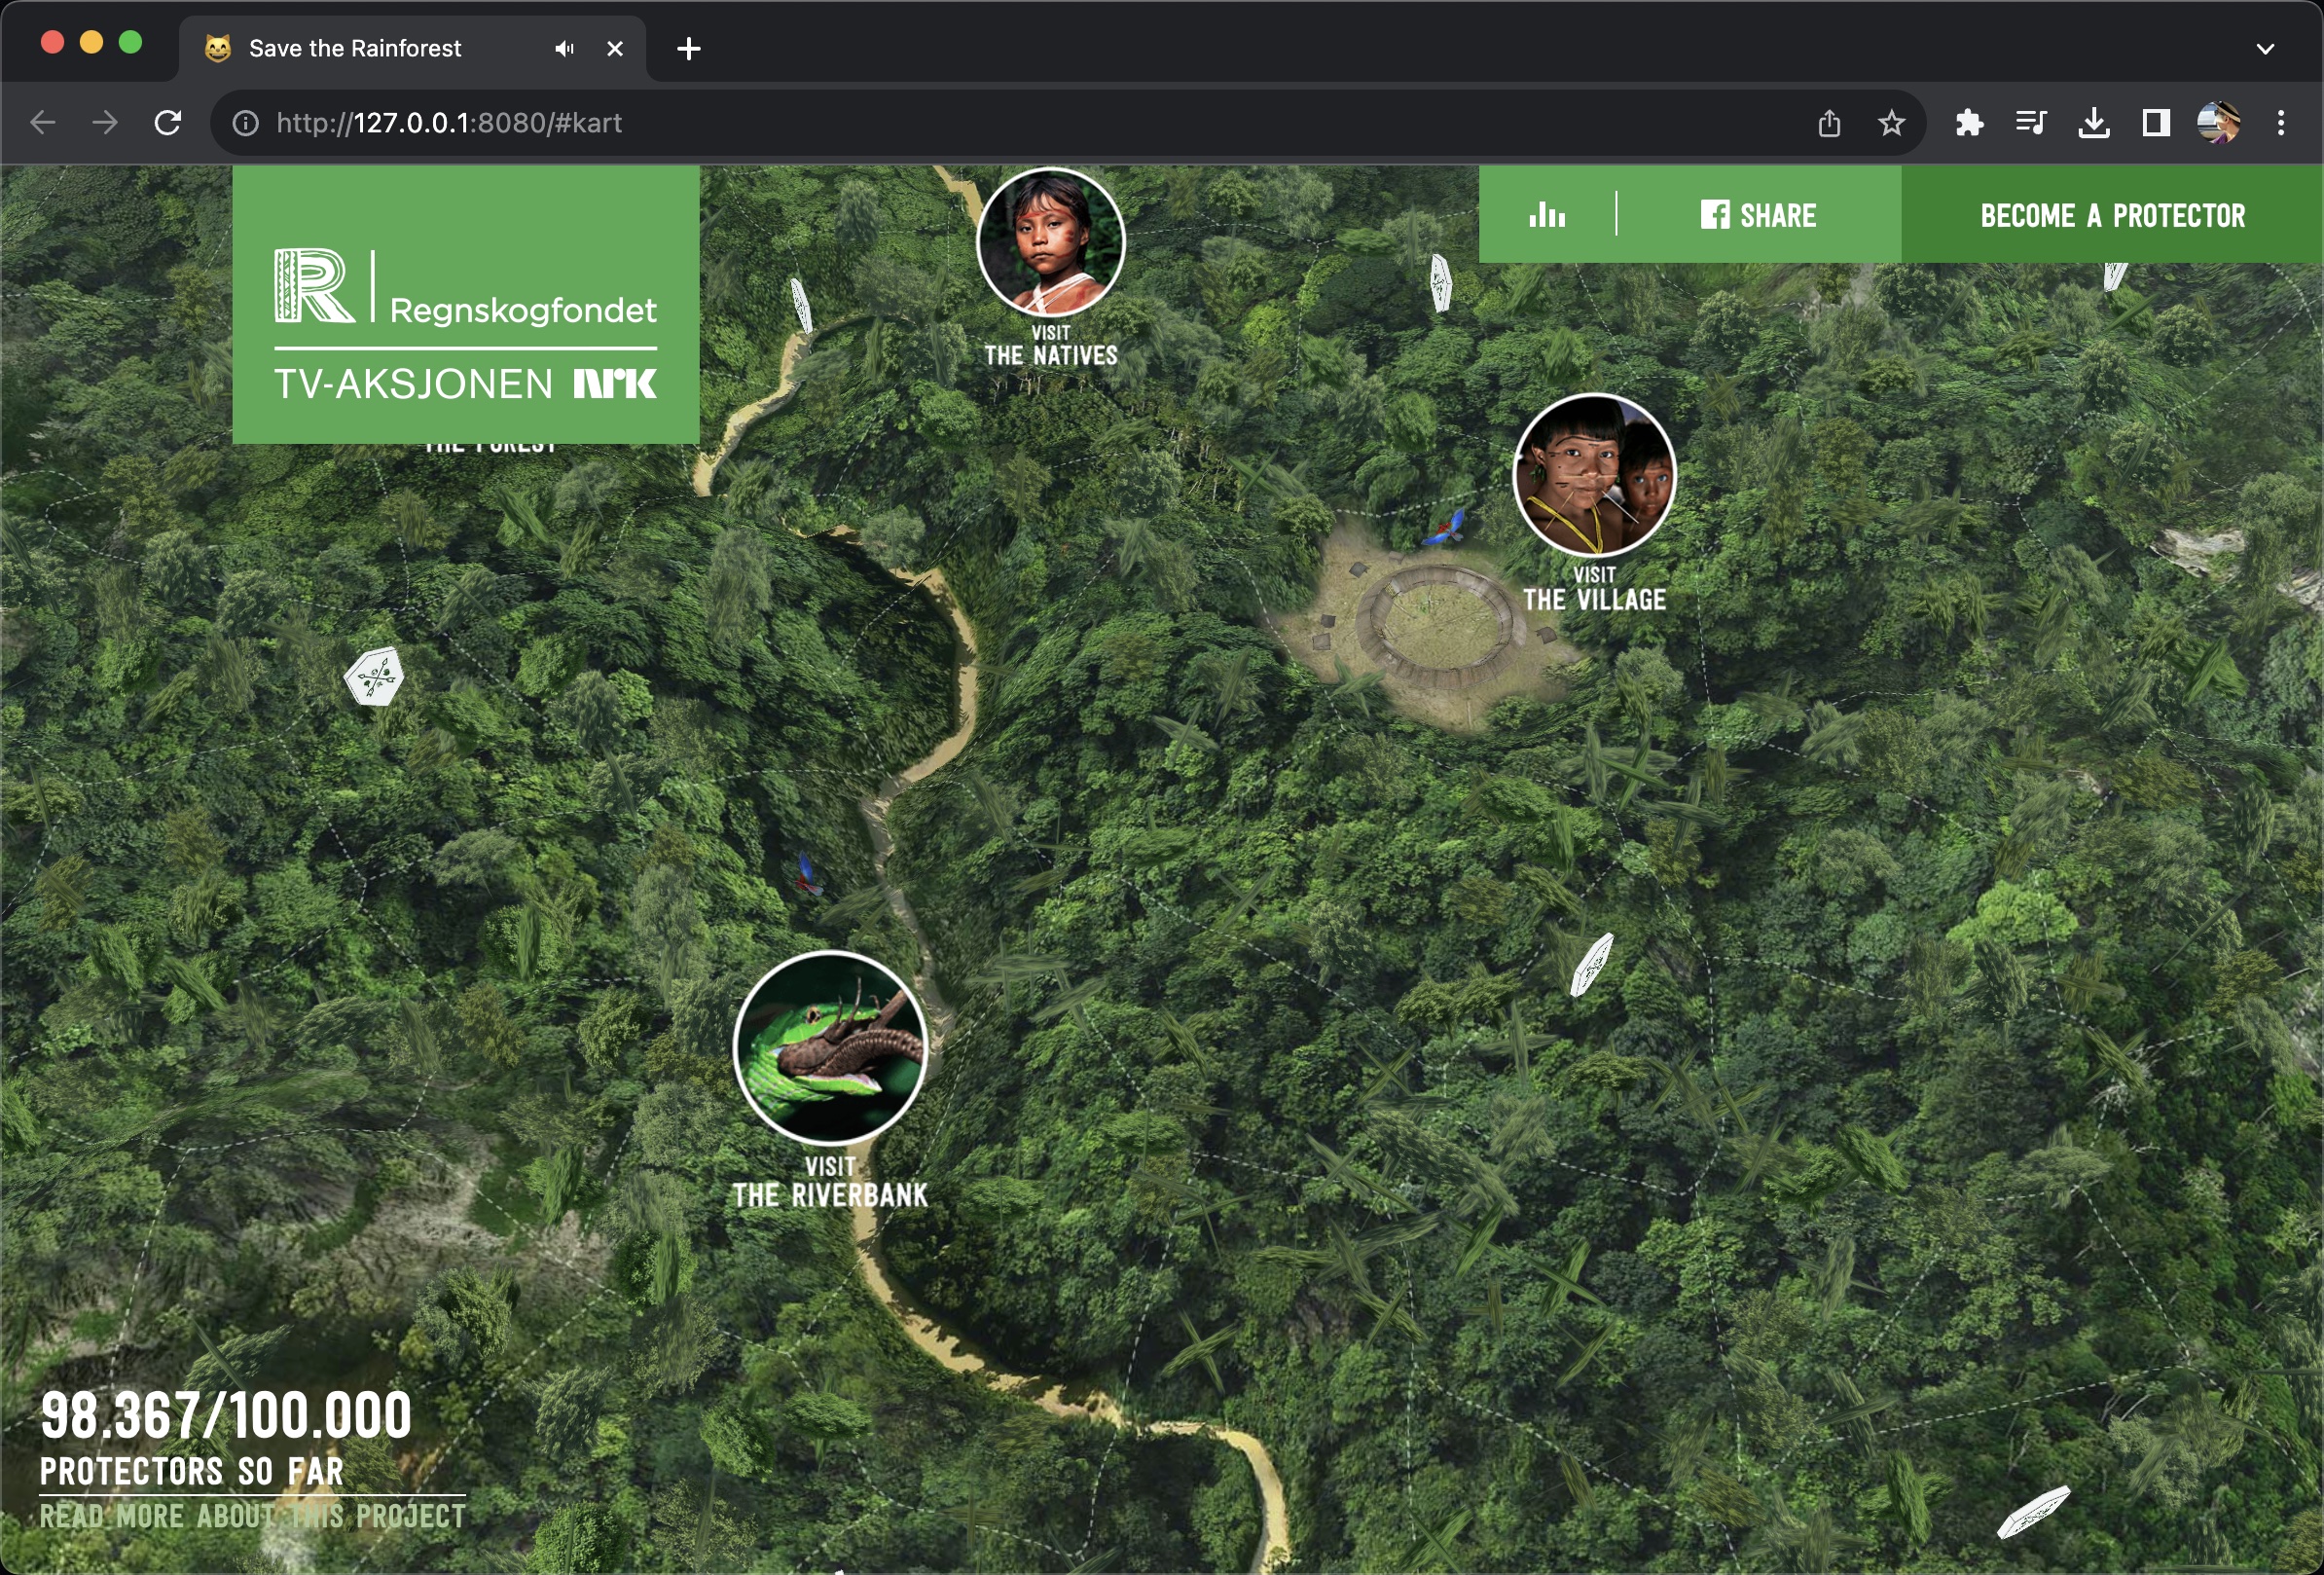 Save the Rainforest
http://127.0.0.1:8080/#kart
R Regnskogfondet
TV-AKSJONEN NRK
SHARE
BECOME A PROTECTOR
VISIT
THE NATIVES
THE FOREST
VISIT
THE VILLAGE
VISIT
THE RIVERBANK
98.367/100.000
PROTECTORS SO FAR
READ MORE ABOUT THIS PROJECT